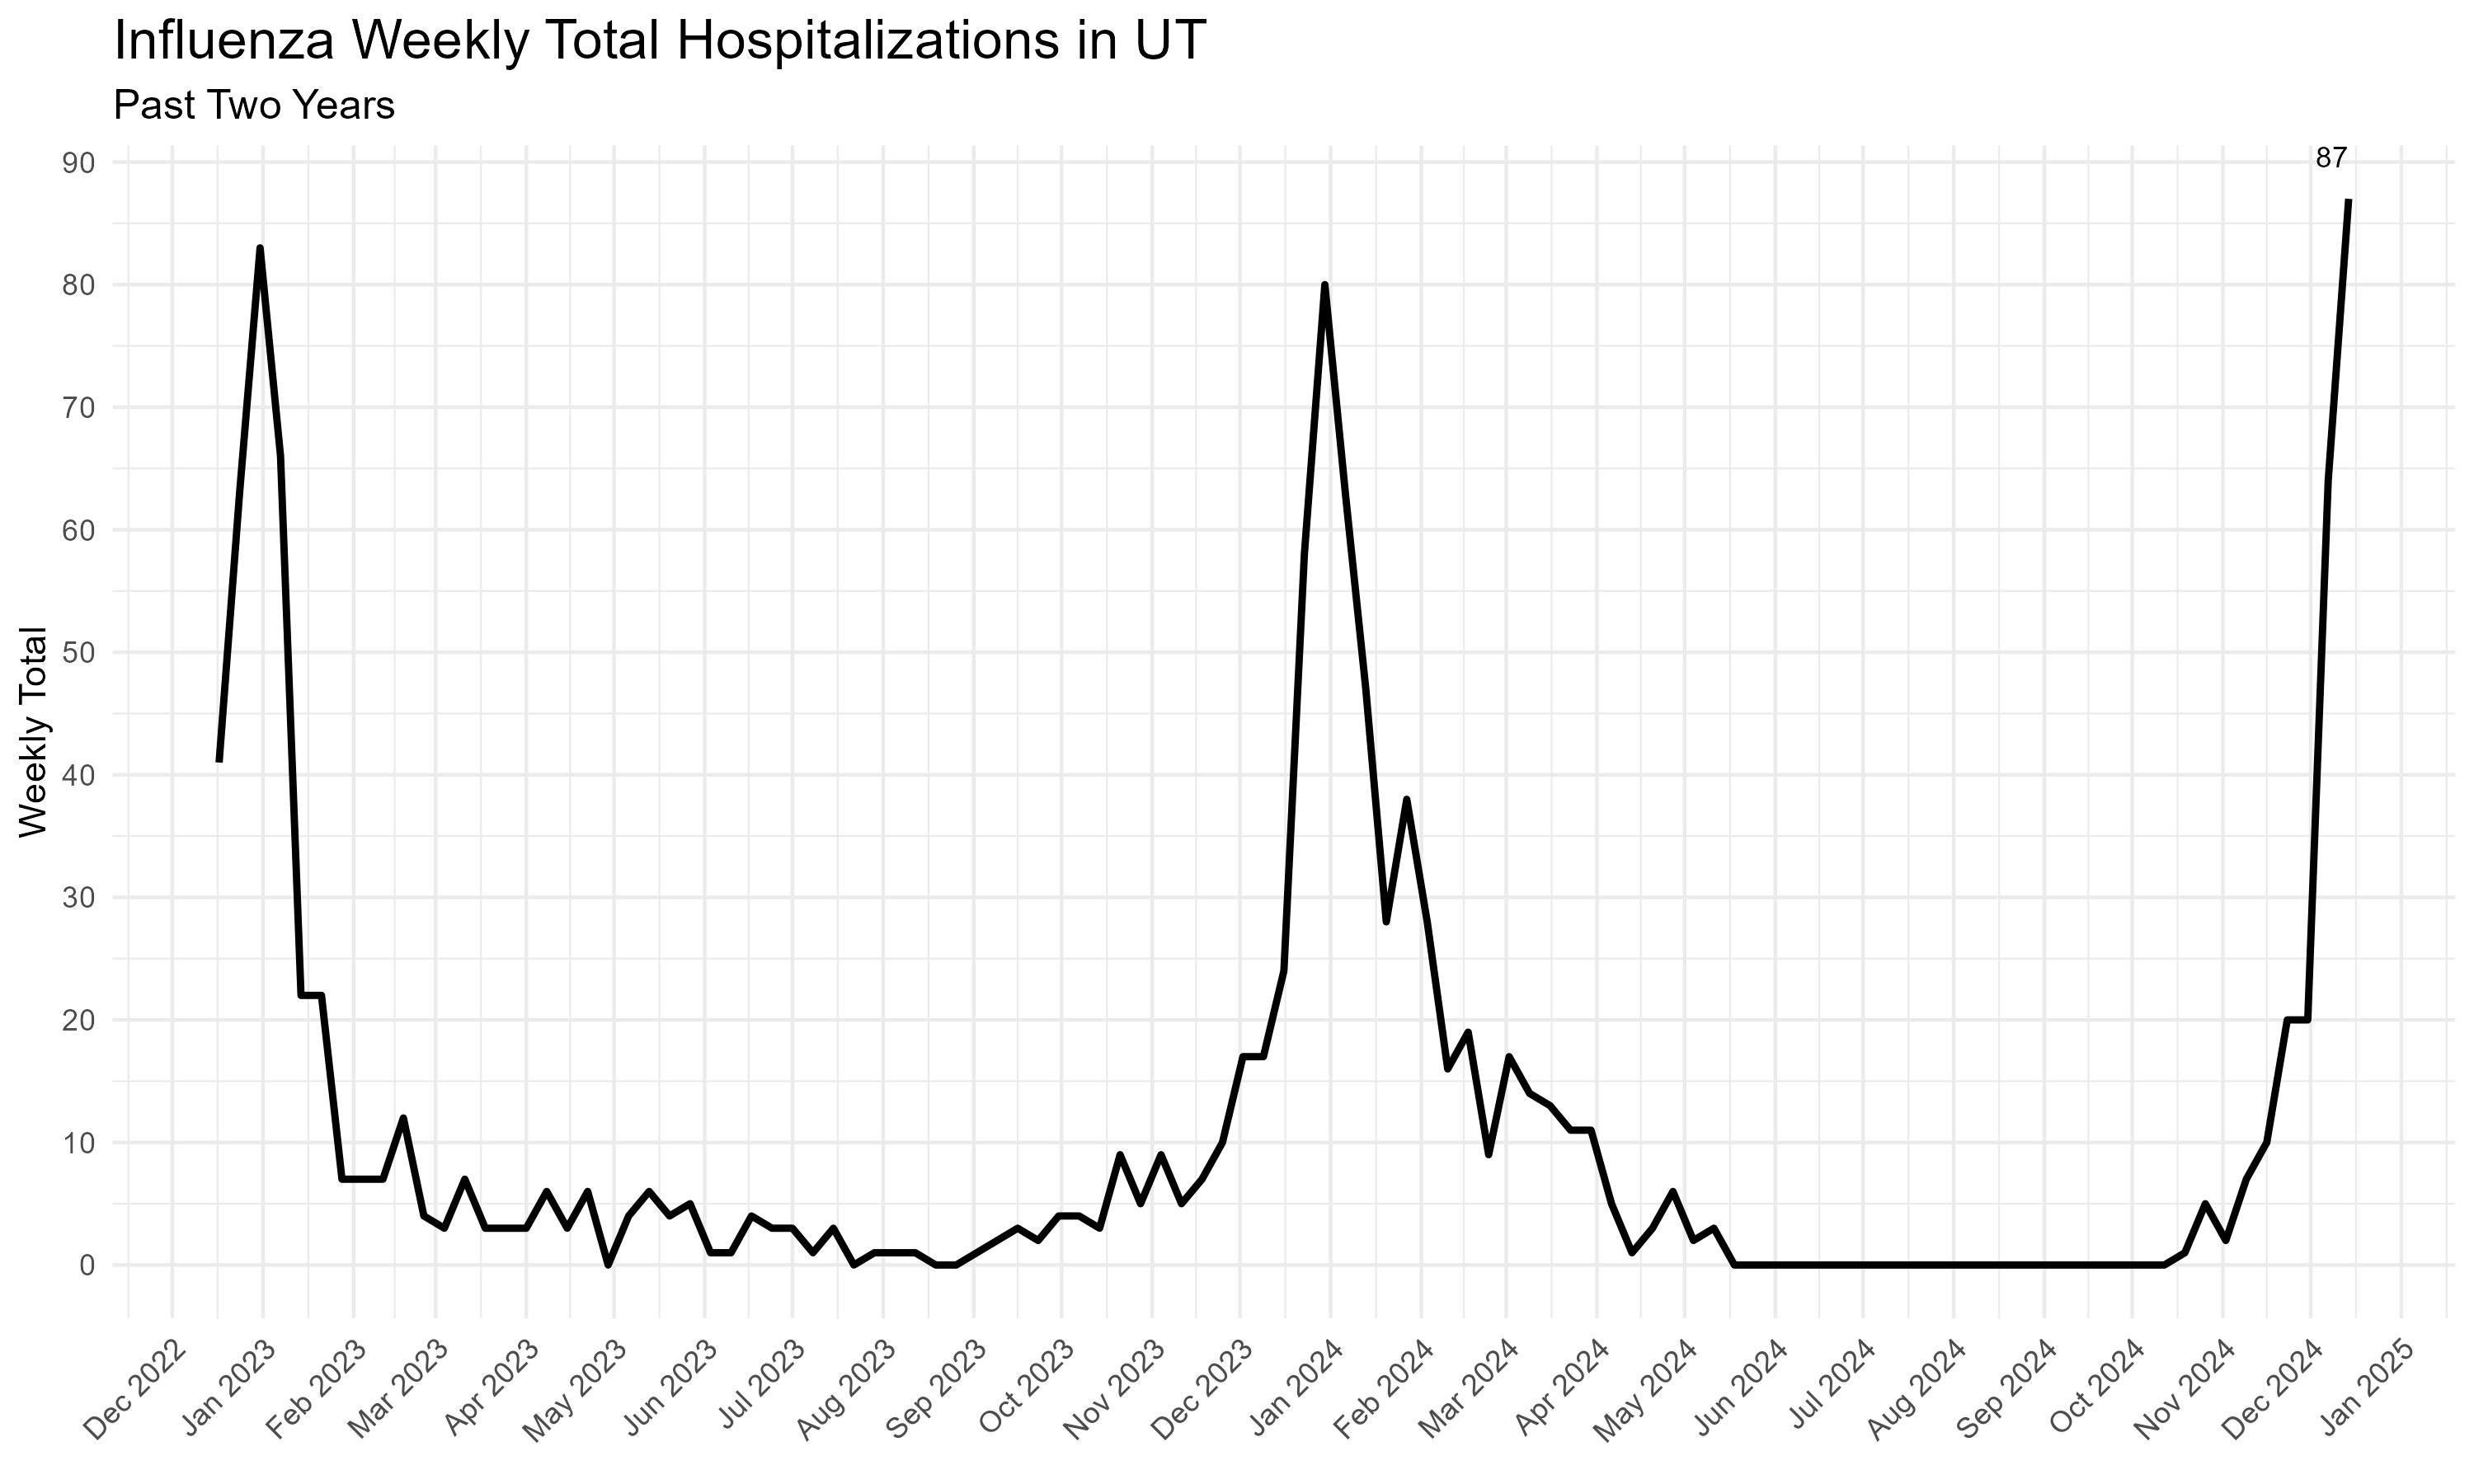 Influenza Weekly Total Hospitalizations in UT
Past Two Years
87
Weekly Total
90
80
70
60
50
40
30
20
10
0
Dec 2022
Jan 2023
Feb 2023
Mar 2023
Apr 2023
May 2023
Jun 2023
Jul 2023
Aug 2023
Sep 2023
Oct 2023
Nov 2023
Dec 2023
Jan 2024
Feb 2024
Mar 2024
Apr 2024
May 2024
Jun 2024
Jul 2024
Aug 2024
Sep 2024
Oct 2024
Nov 2024
Dec 2024
Jan 2025